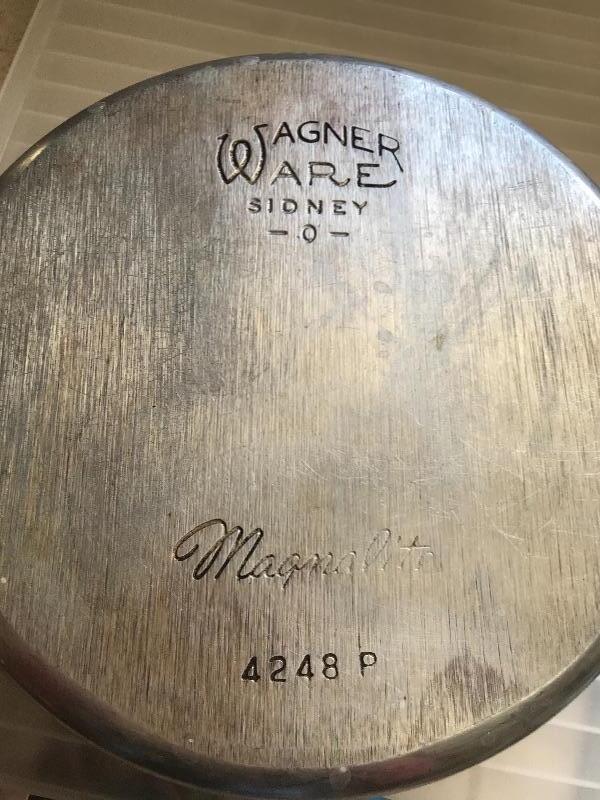 WAGNER
WARE
SIDNEY
-O-
Magnalite
4248 P